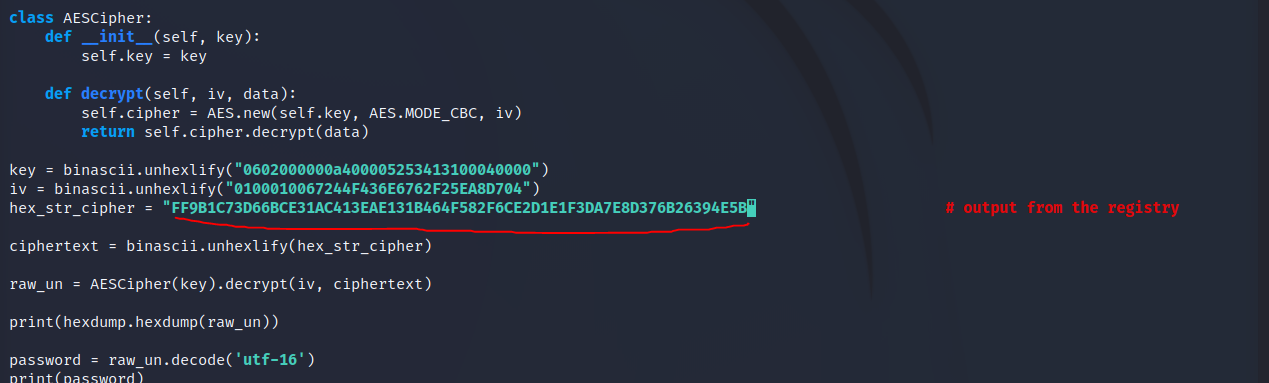 class AESCipher:
    def __init__(self, key):
        self.key = key
    def decrypt(self, iv, data):
        self.cipher = AES.new(self.key, AES.MODE_CBC, iv)
        return self.cipher.decrypt(data)
key = binascii.unhexlify("0602000000a400005253413100040000")
iv = binascii.unhexlify("0100010067244F436E6762F25EA8D704")
hex_str_cipher = "FF9B1C73D66BCE31AC413EAE131B464F582F6CE2D1E1F3DA7E8D376B26394E5B" # output from the registry
ciphertext = binascii.unhexlify(hex_str_cipher)
raw_un = AESCipher(key).decrypt(iv, ciphertext)
print(hexdump.hexdump(raw_un))
password = raw_un.decode('utf-16')
print(password)